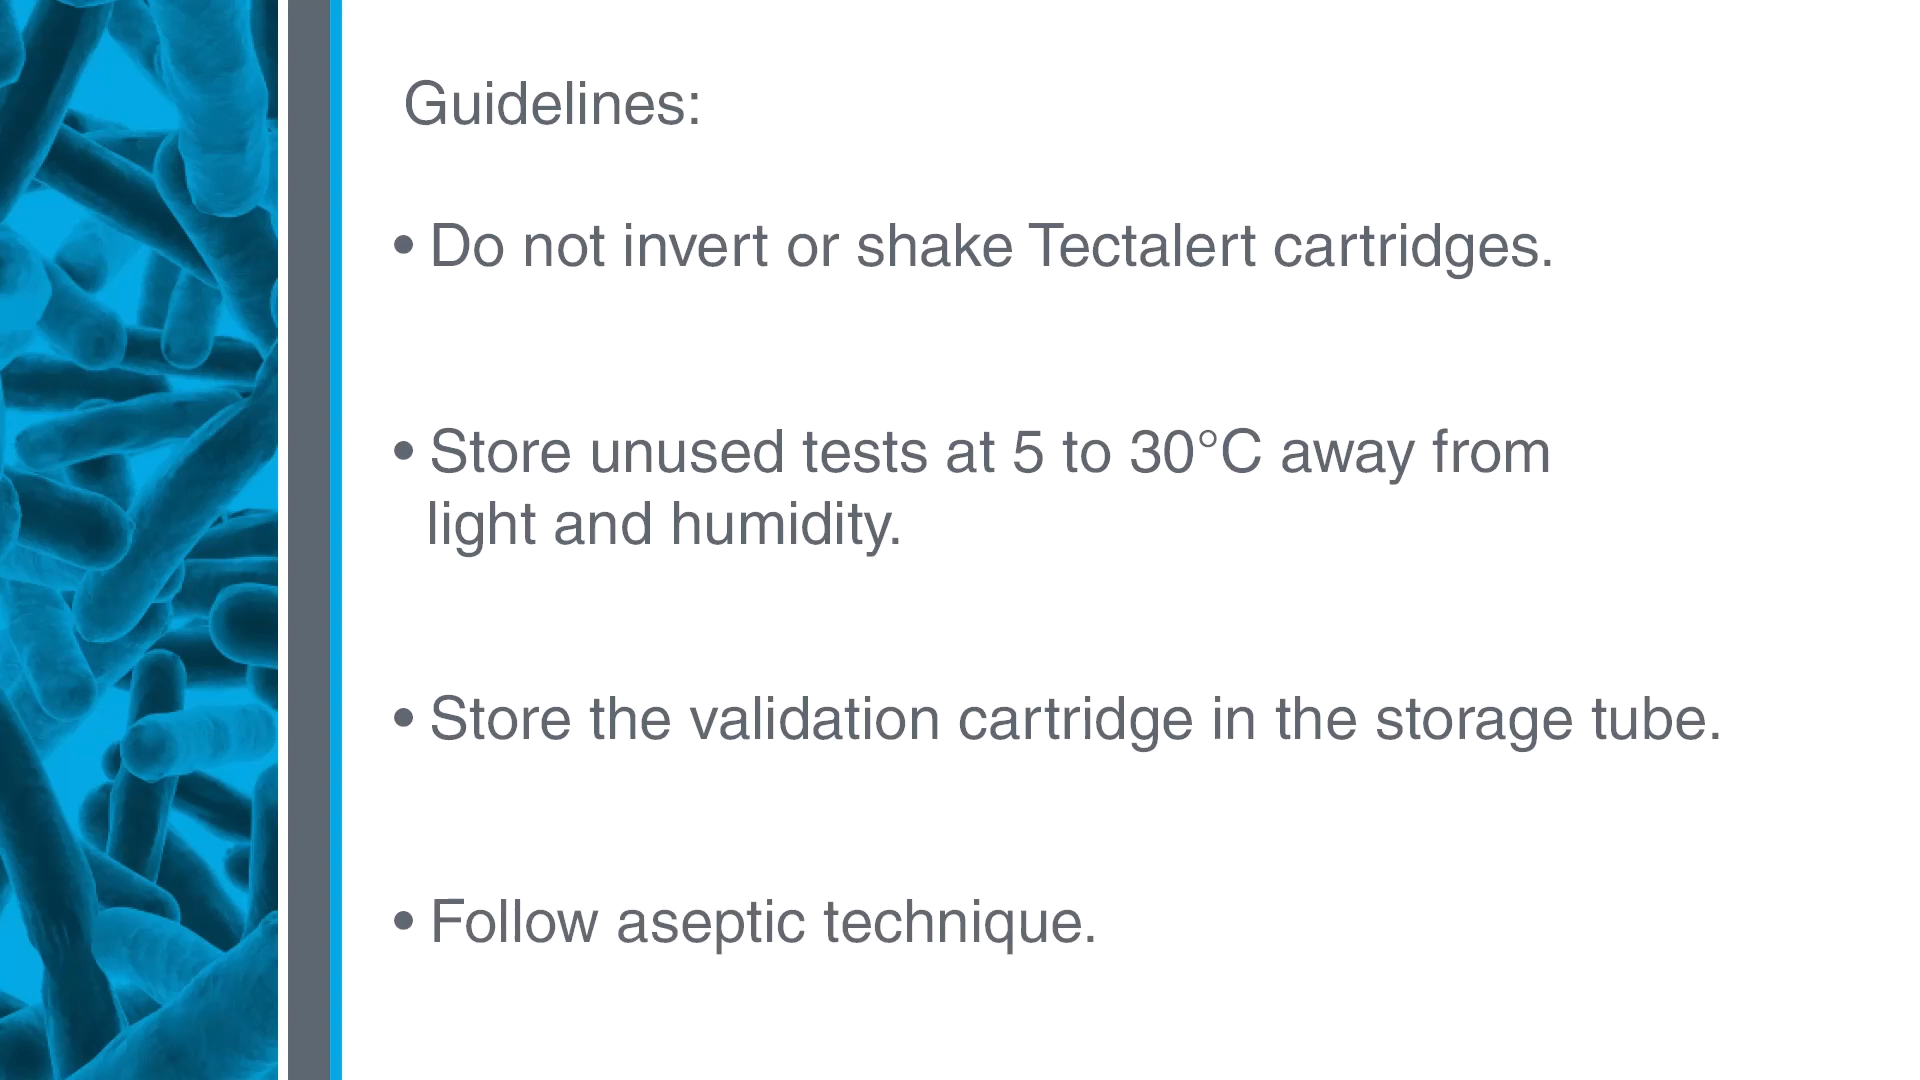 Guidelines:
• Do not invert or shake Tectalert cartridges.
• Store unused tests at 5 to 30°C away from
light and humidity.
• Store the validation cartridge in the storage tube.
• Follow aseptic technique.